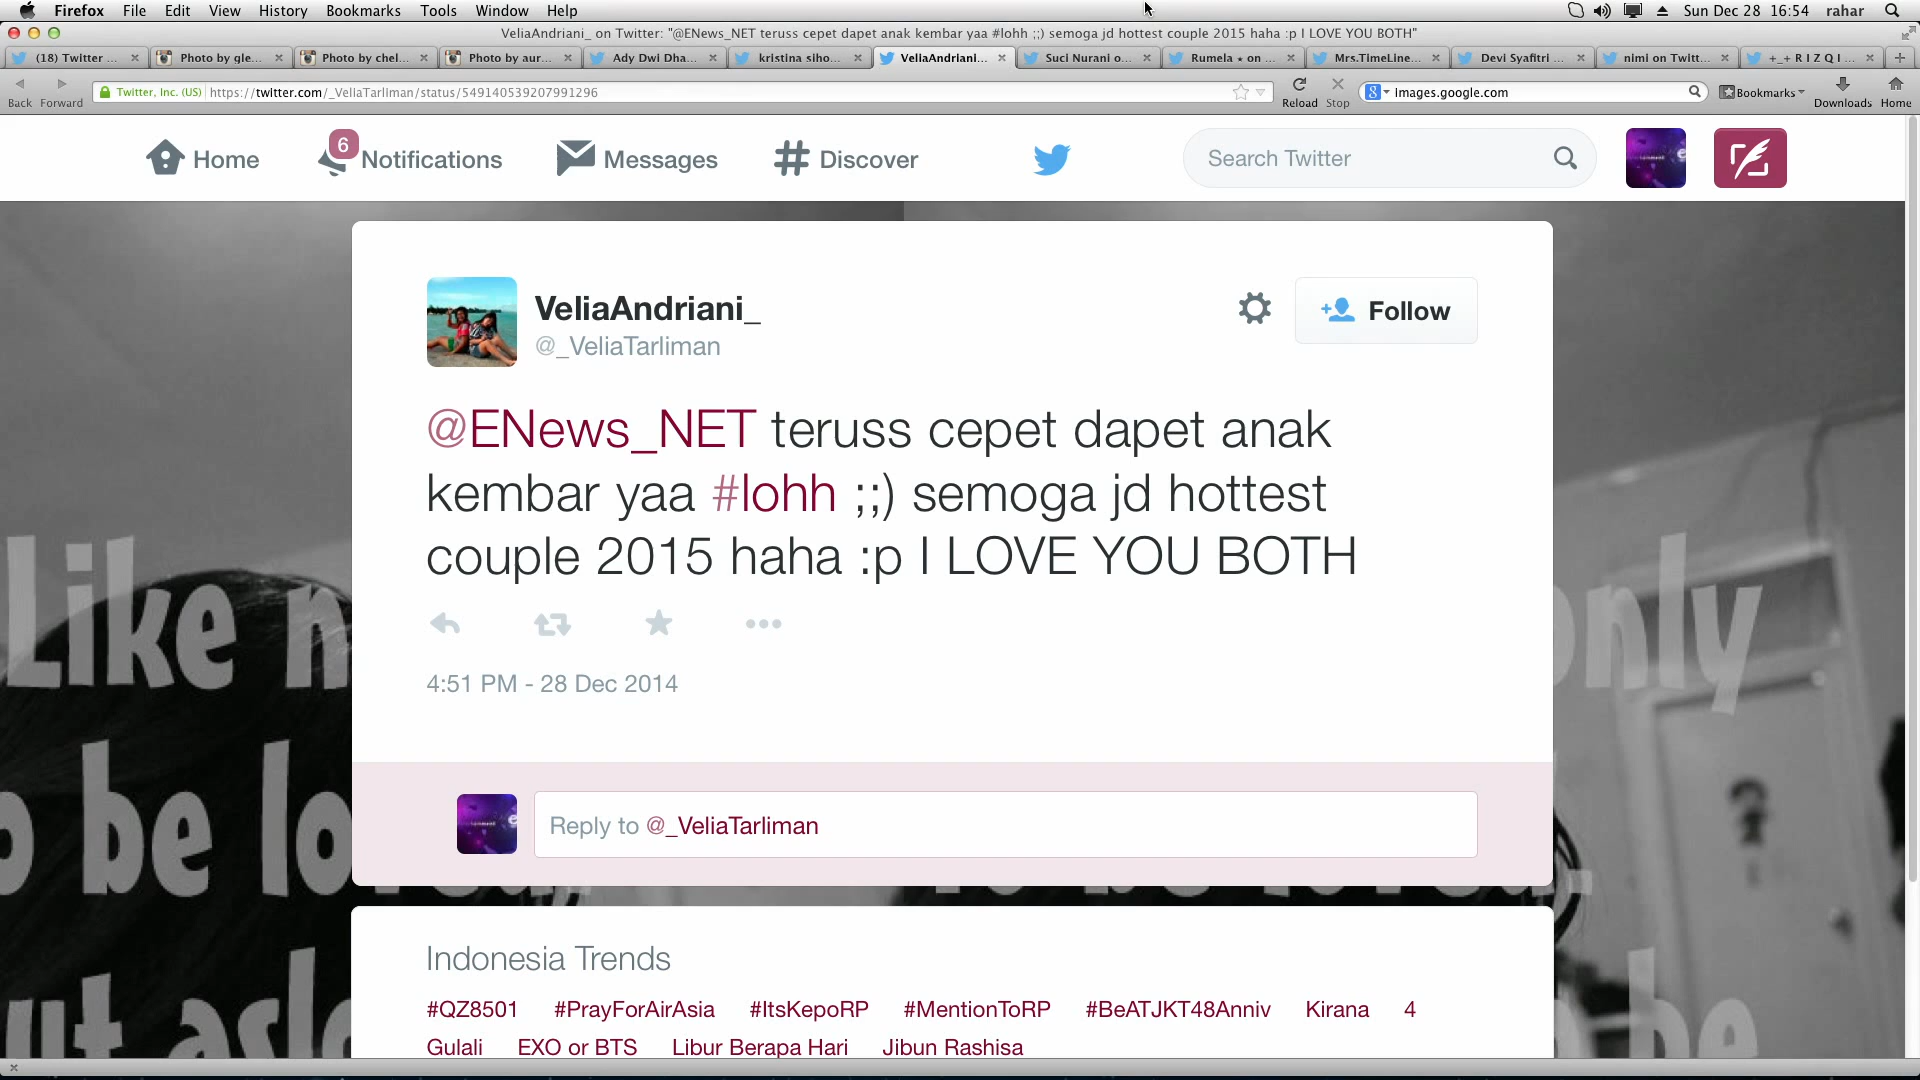 Firefox File Edit View History Bookmarks Tools Window Help Sun Dec 28 16:54 rahar
VeliaAndriani_ on Twitter: "@ENews_NET teruss cepet dapet anak kembar yaa #lohh ;;) semoga jd hottest couple 2015 haha :p I LOVE YOU BOTH"
(18) Twitter ... Photo by gle... Photo by chel... Photo by aur... Ady Dwi Dha... kristina siho... VeliaAndriani... Suci Nurani o... Rumela ★ on ... Mrs.TimeLine... Devi Syafitri ... nimi on Twitt... +_+ R I Z Q I ...
Back Forward Twitter, Inc. (US) https://twitter.com/_VeliaTarliman/status/549140539207991296 Reload Stop Images.google.com Bookmarks Downloads Home
Home 6 Notifications Messages Discover Search Twitter
VeliaAndriani_
@_VeliaTarliman
Follow
@ENews_NET teruss cepet dapet anak
kembar yaa #lohh ;;) semoga jd hottest
couple 2015 haha :p I LOVE YOU BOTH
4:51 PM - 28 Dec 2014
Reply to @_VeliaTarliman
Like only
be
Indonesia Trends
#QZ8501 #PrayForAirAsia #ItsKepoRP #MentionToRP #BeATJKT48Anniv Kirana 4
Gulali EXO or BTS Libur Berapa Hari Jibun Rashisa
be